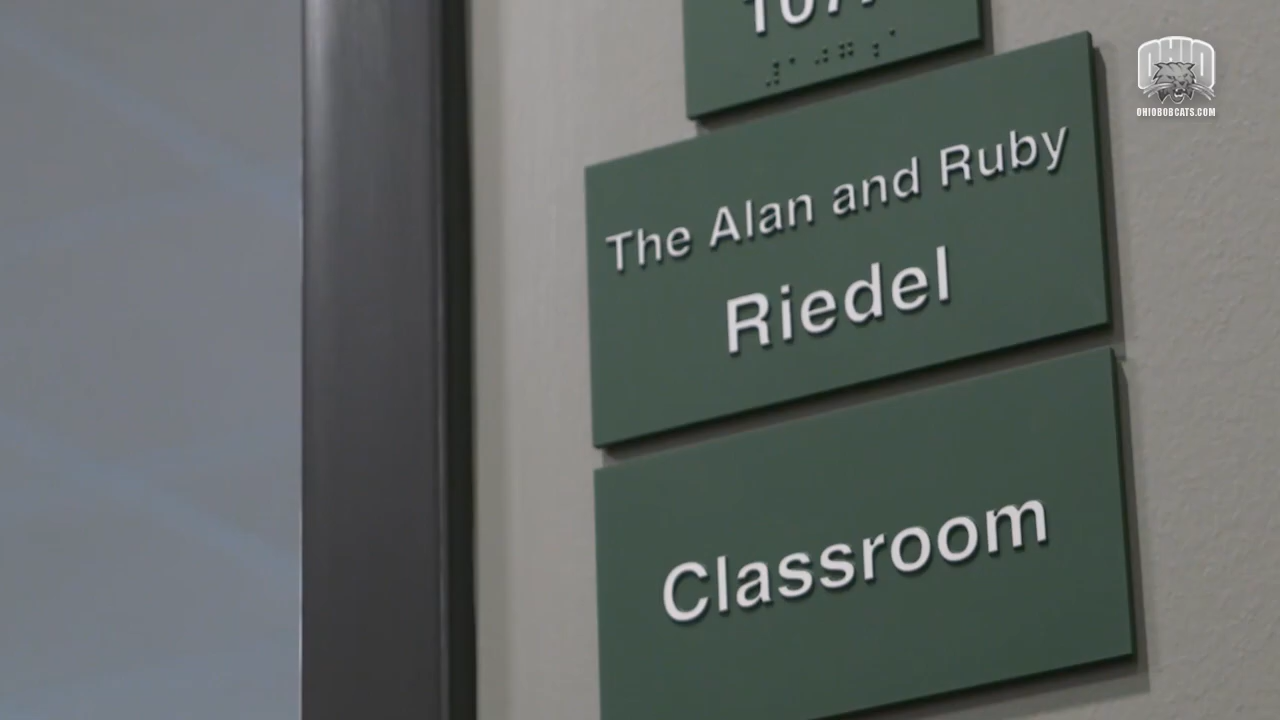 The Alan and Ruby
Riedel
Classroom
OHIO
OHIOBOBCATS.COM